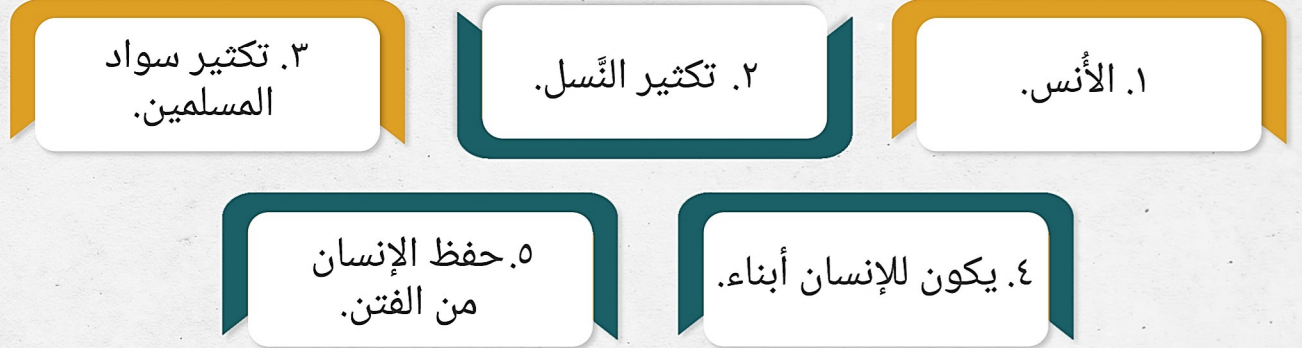 ١. الأُنس.
٢. تكثير النَّسل.
٣. تكثير سواد
المسلمين.
٤. يكون للإنسان أبناء.
٥.حفظ الإنسان
من الفتن.